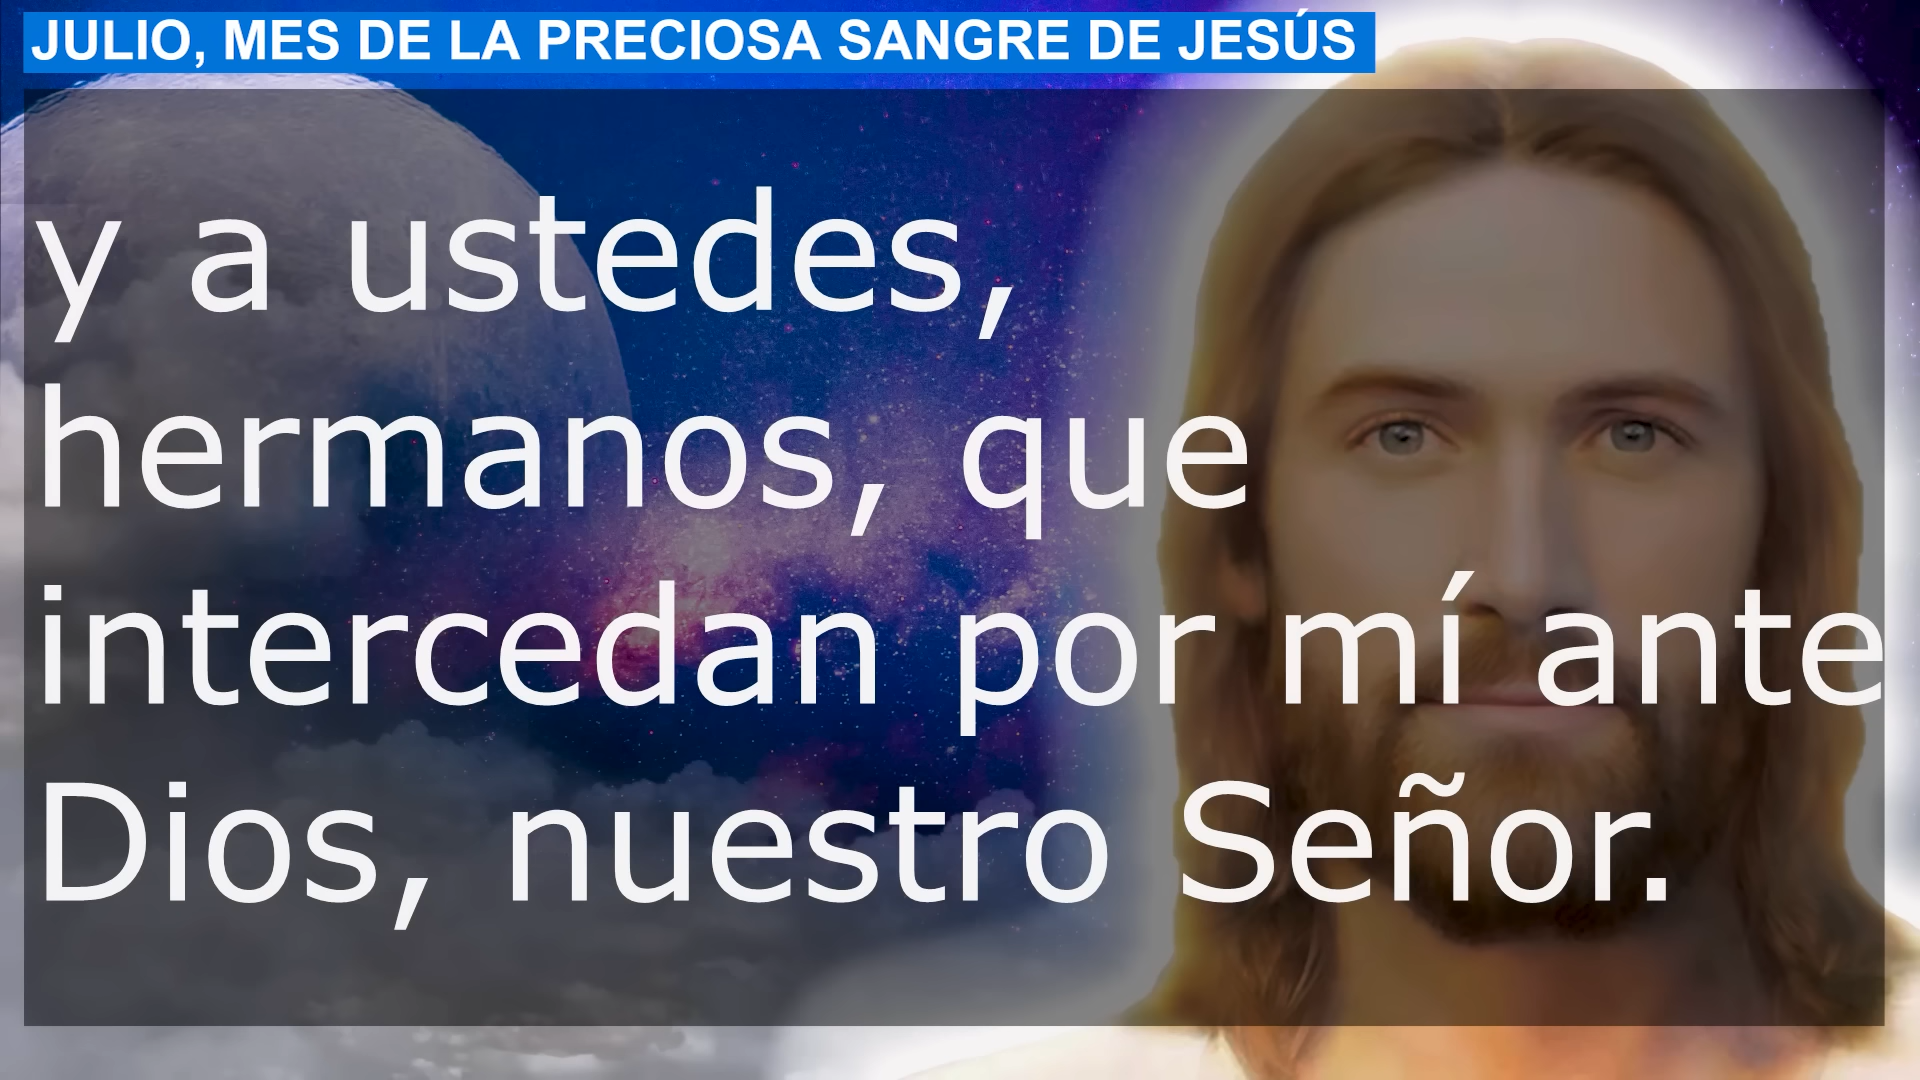 JULIO, MES DE LA PRECIOSA SANGRE DE JESÚS
y a ustedes,
hermanos, que
intercedan por mí ante
Dios, nuestro Señor.